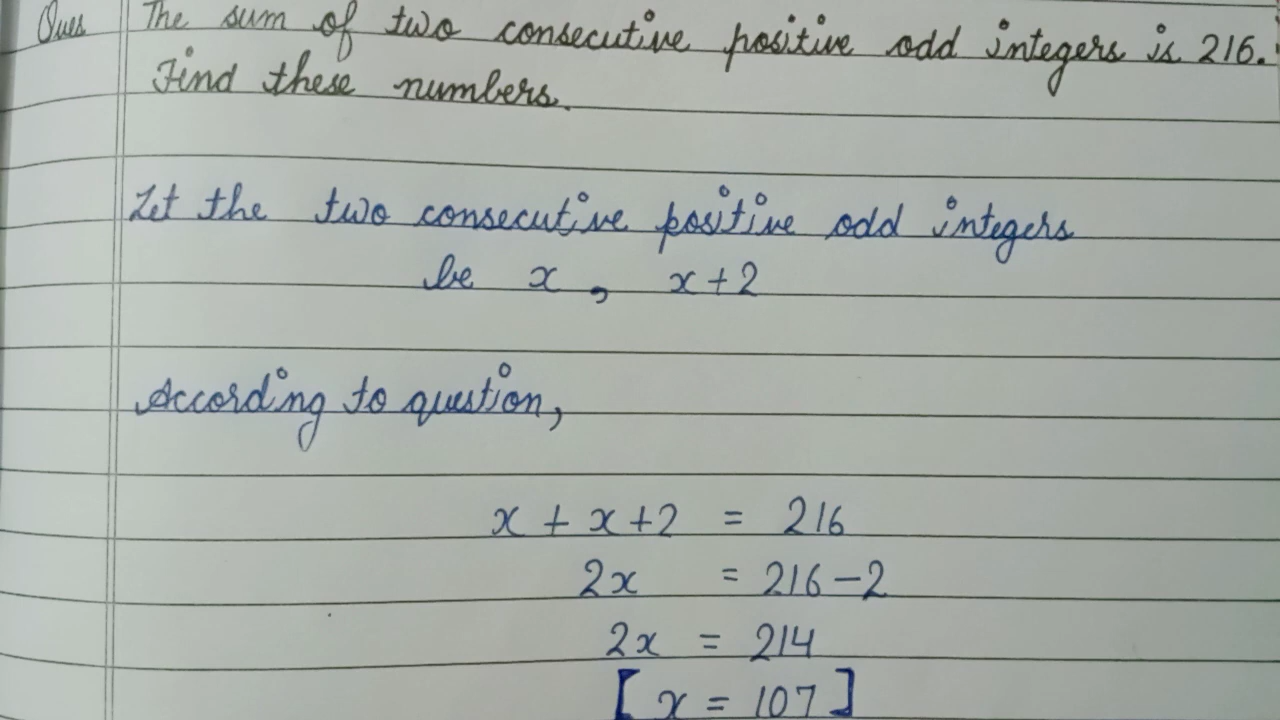 Ques The sum of two consecutive positive odd integers is 216.
Find these numbers.
Let the two consecutive positive odd integers
be x , x+2
According to question,
x + x+2 = 216
2x = 216-2
2x = 214
[ x = 107 ]